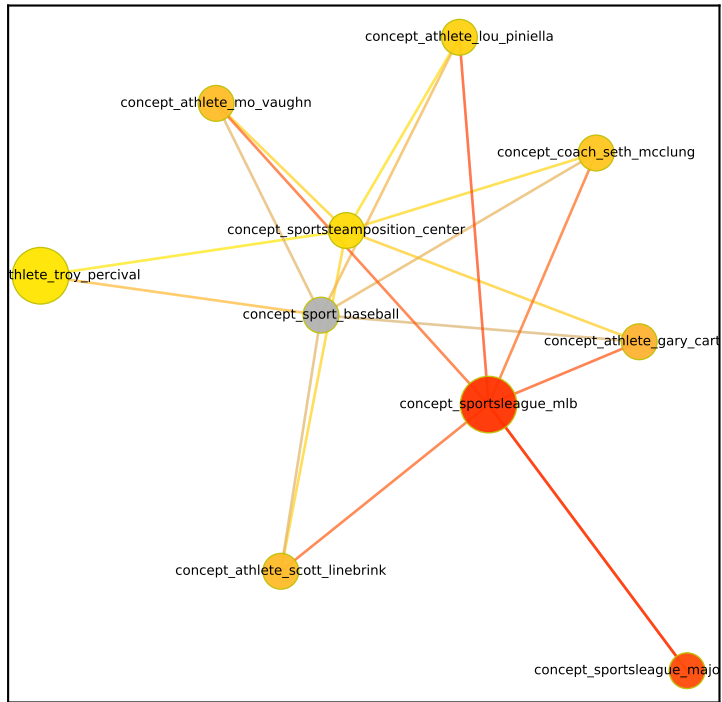 concept_athlete_lou_piniella
concept_athlete_mo_vaughn
concept_coach_seth_mcclung
concept_sportsteamposition_center
thlete_troy_percival
concept_sport_baseball
concept_athlete_gary_cart
concept_sportsleague_mlb
concept_athlete_scott_linebrink
concept_sportsleague_majo